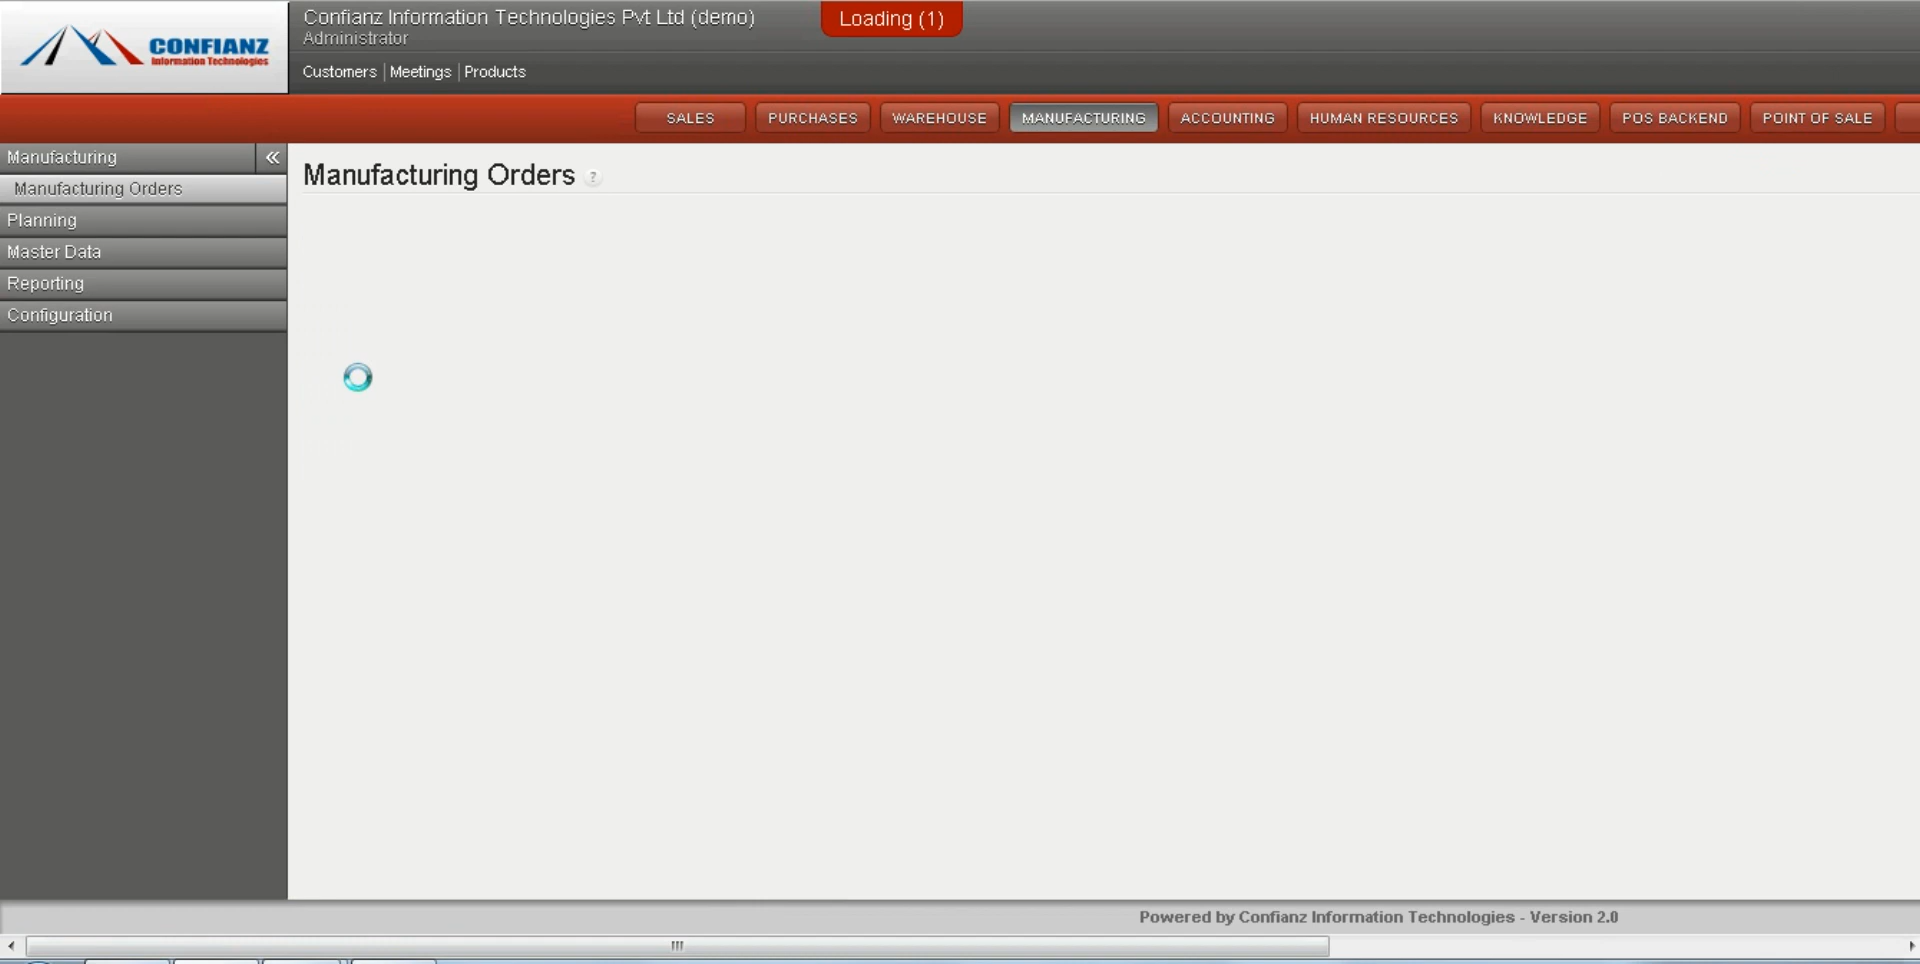 CONFIANZ
Information Technologies
Confianz Information Technologies Pvt Ltd (demo)
Administrator
Loading (1)
Customers Meetings Products
SALES PURCHASES WAREHOUSE MANUFACTURING ACCOUNTING HUMAN RESOURCES KNOWLEDGE POS BACKEND POINT OF SALE
Manufacturing «
Manufacturing Orders
Planning
Master Data
Reporting
Configuration
Manufacturing Orders ?
Powered by Confianz Information Technologies - Version 2.0